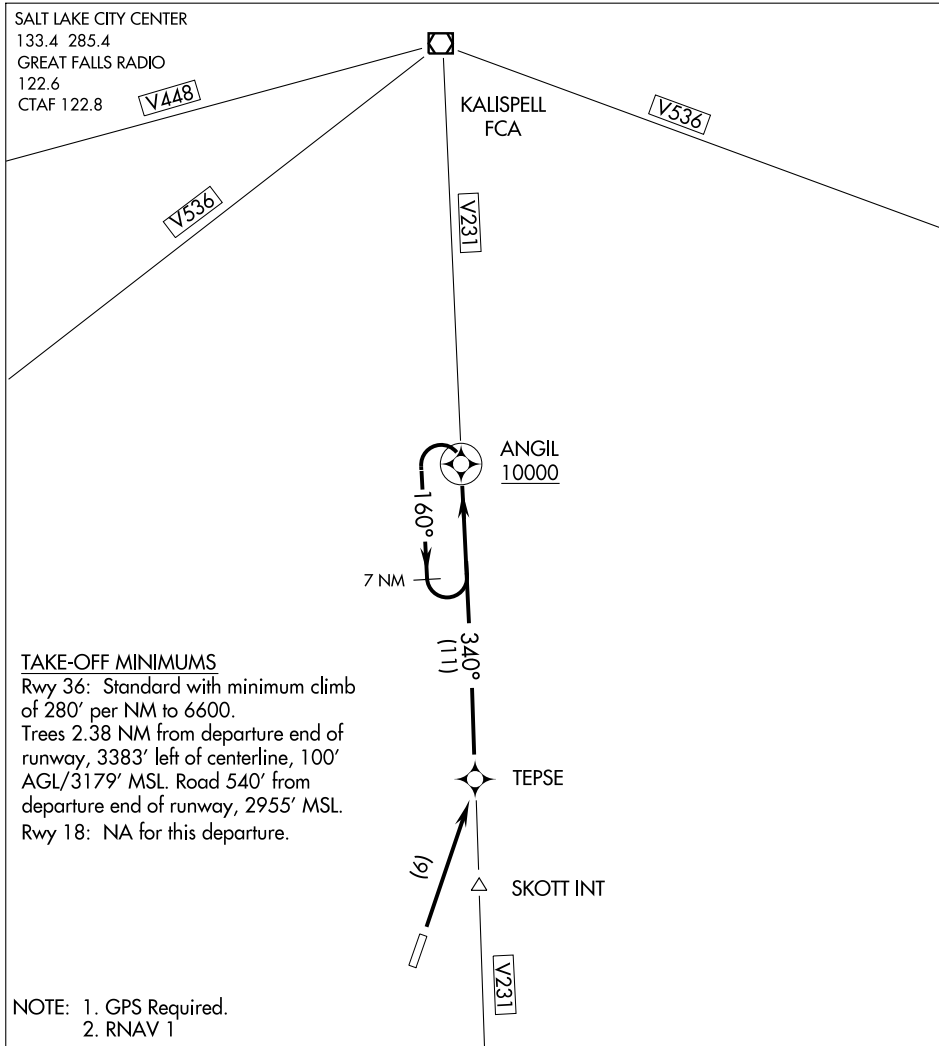 SALT LAKE CITY CENTER
133.4 285.4
GREAT FALLS RADIO
122.6
CTAF 122.8
V448
KALISPELL
FCA
V536
V536
V231
ANGIL
10000
160°
7 NM
340°
(11)
TAKE-OFF MINIMUMS
Rwy 36: Standard with minimum climb
of 280' per NM to 6600.
Trees 2.38 NM from departure end of
runway, 3383' left of centerline, 100'
AGL/3179' MSL. Road 540' from
departure end of runway, 2955' MSL.
Rwy 18: NA for this departure.
TEPSE
(9)
SKOTT INT
V231
NOTE: 1. GPS Required.
2. RNAV 1